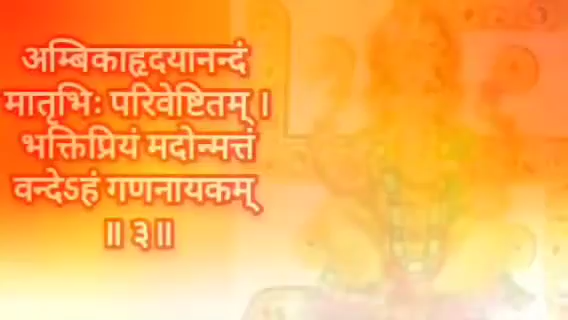 अम्बिकाहृदयानन्दं
मातृभिः परिवेष्टितम् ।
भक्तिप्रियं मदोन्मत्तं
वन्देऽहं गणनायकम्
॥ ३ ॥